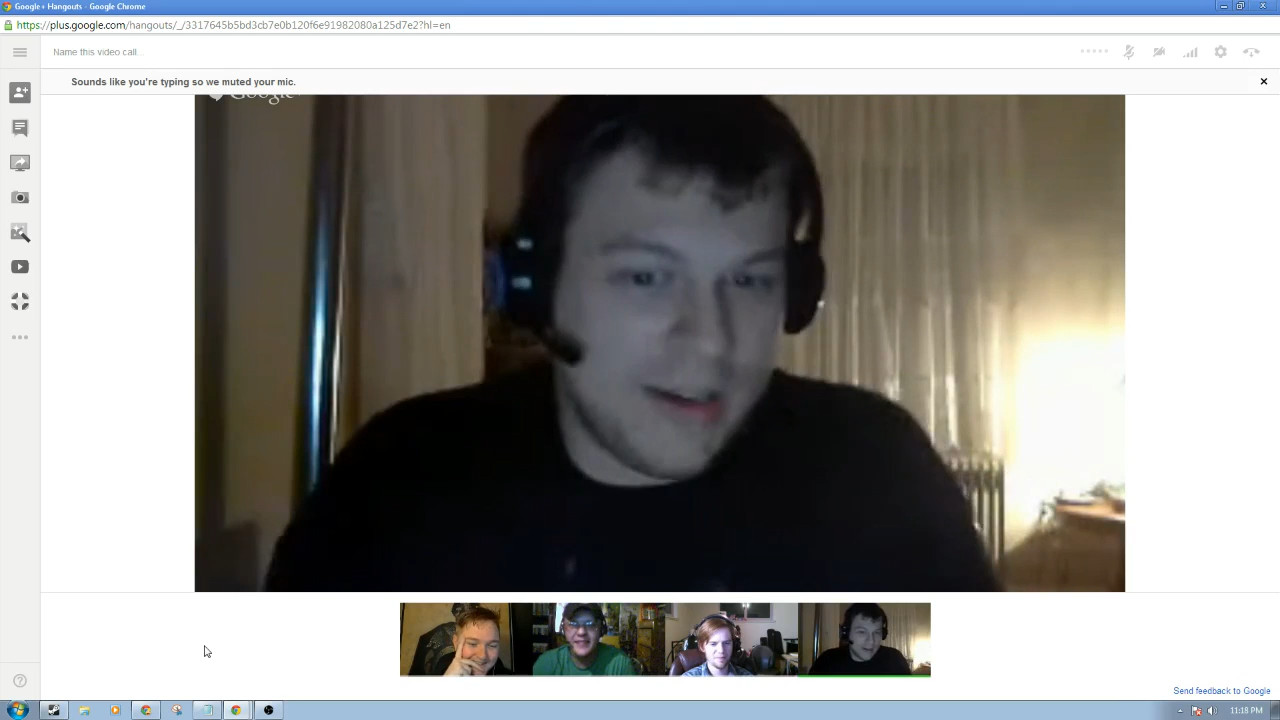 Google+ Hangouts - Google Chrome
https://plus.google.com/hangouts/_/3317645b5bd3cb7e0b120f6e91982080a125d7e2?hl=en
Name this video call...
Sounds like you're typing so we muted your mic.
Google+
Send feedback to Google
11:18 PM